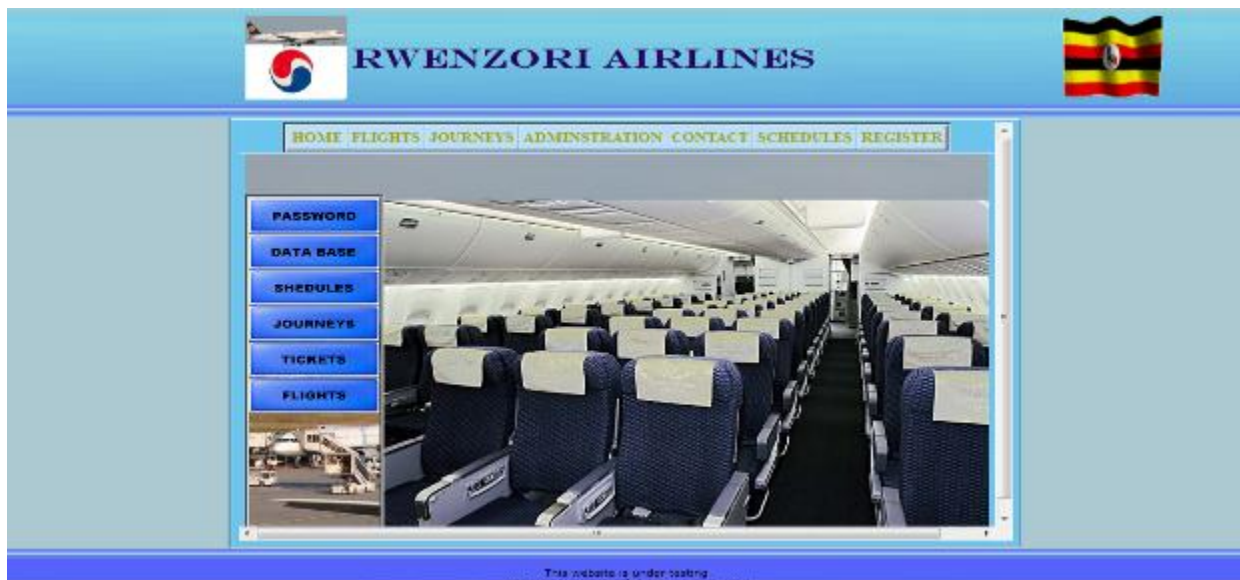 RWENZORI AIRLINES
HOME FLIGHTS JOURNEYS ADMINSTRATION CONTACT SCHEDULES REGISTER
PASSWORD
DATA BASE
SHEDULES
JOURNEYS
TICKETS
FLIGHTS
This website is under testing